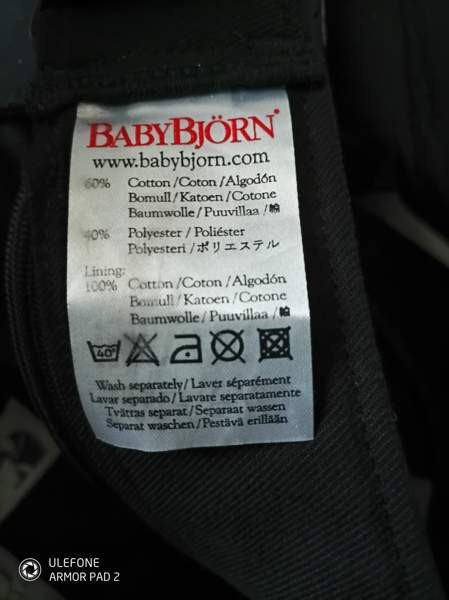 BABYBJÖRN®
www.babybjorn.com
60% Cotton/Coton/Algodón
Bomull/Katoen/Cotone
Baumwolle/Puuvillaa/綿
40% Polyester/Poliéster
Polyesteri/ポリエステル
Lining:
100% Cotton/Coton/Algodón
Bomull/Katoen/Cotone
Baumwolle/Puuvillaa/綿
40°
Wash separately/Laver séparément
Lavar separado/Lavare separatamente
Tvättras separat/Separaat wassen
Separat waschen/Pestävä erillään
ULEFONE
ARMOR PAD 2